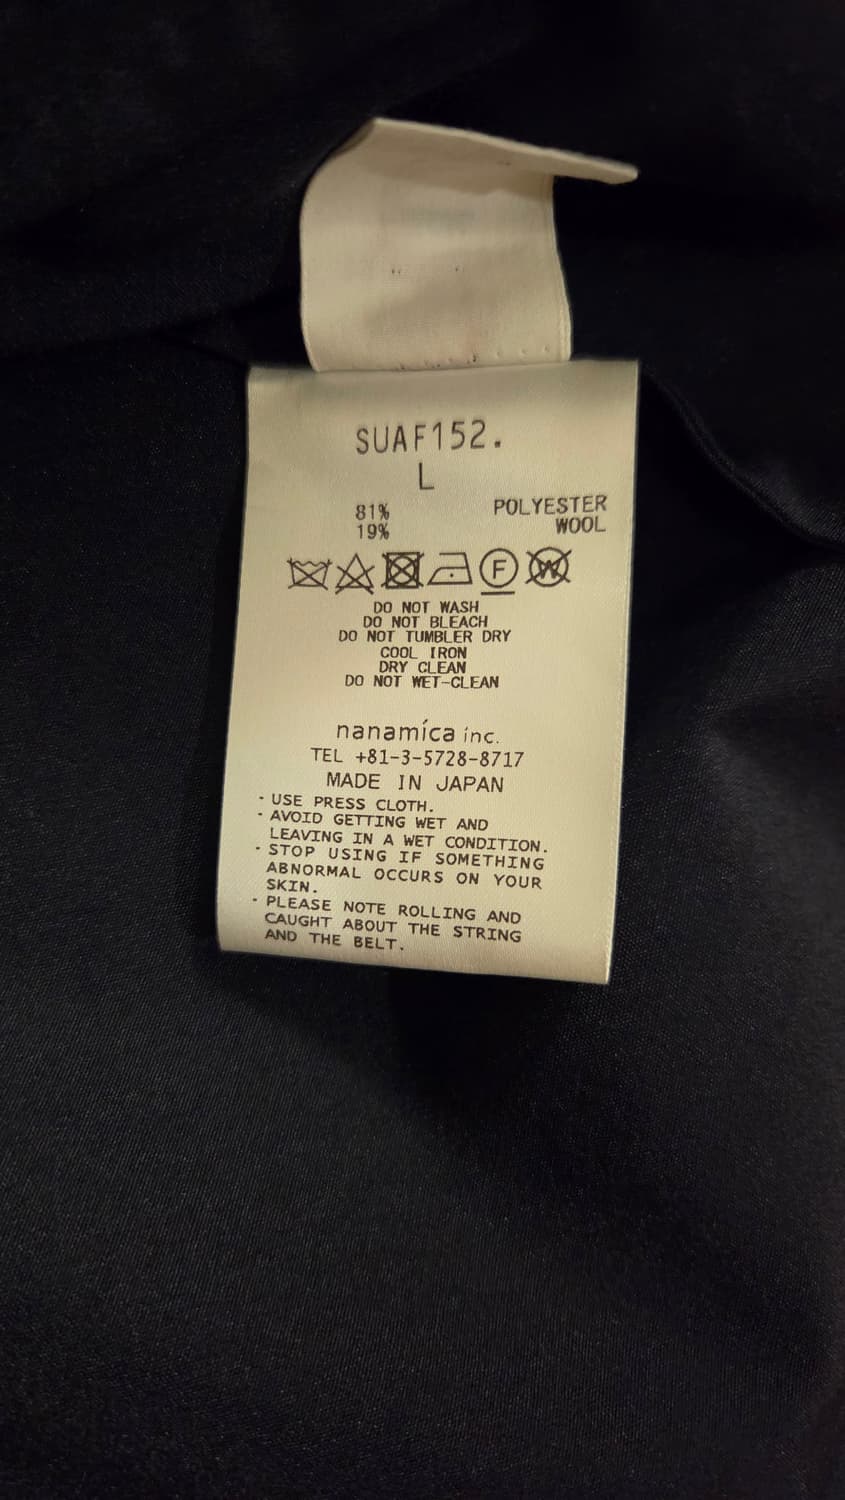 SUAF152.
L
81% POLYESTER
19% WOOL
F W
DO NOT WASH
DO NOT BLEACH
DO NOT TUMBLER DRY
COOL IRON
DRY CLEAN
DO NOT WET-CLEAN
nanamíca inc.
TEL +81-3-5728-8717
MADE IN JAPAN
・USE PRESS CLOTH.
・AVOID GETTING WET AND
LEAVING IN A WET CONDITION.
・STOP USING IF SOMETHING
ABNORMAL OCCURS ON YOUR
SKIN.
・PLEASE NOTE ROLLING AND
CAUGHT ABOUT THE STRING
AND THE BELT.